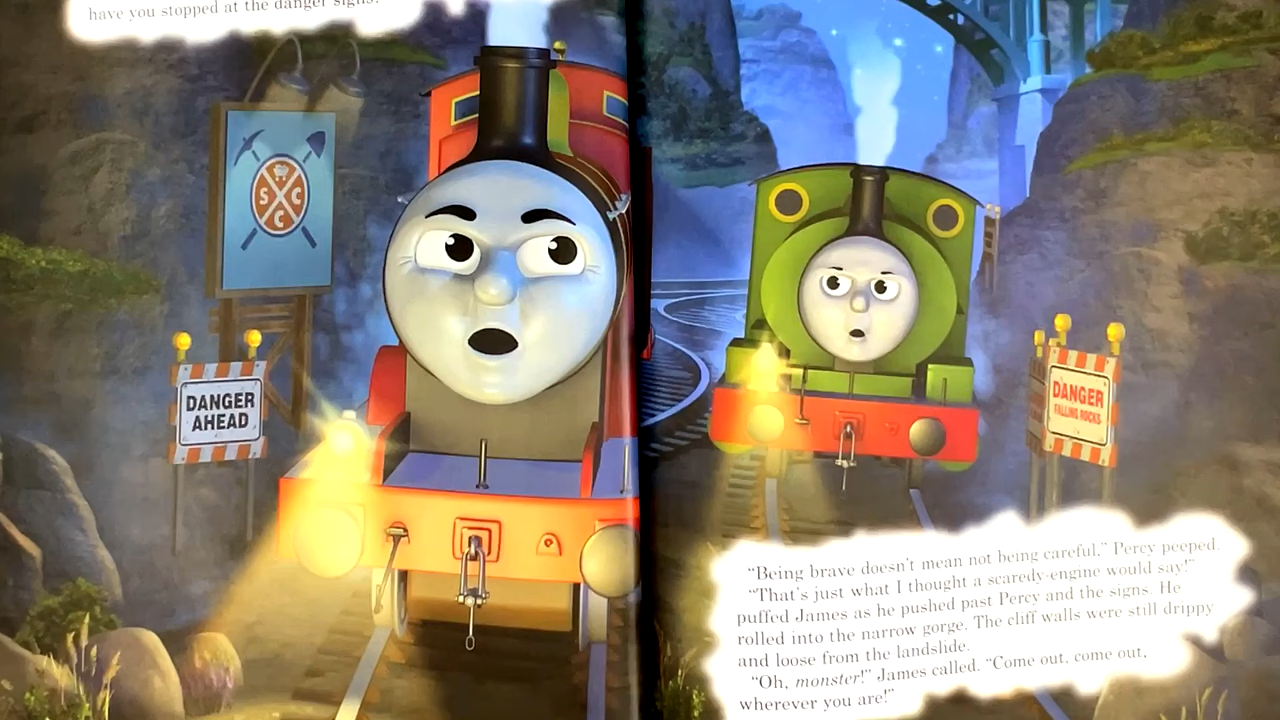 have you stopped at the danger signs?
S C
C
DANGER
AHEAD
DANGER
FALLING ROCKS
“Being brave doesn’t mean not being careful,” Percy peeped.
“That’s just what I thought a scaredy-engine would say!”
puffed James as he pushed past Percy and the signs. He
rolled into the narrow gorge. The cliff walls were still drippy
and loose from the landslide.
“Oh, monster!” James called. “Come out, come out,
wherever you are!”